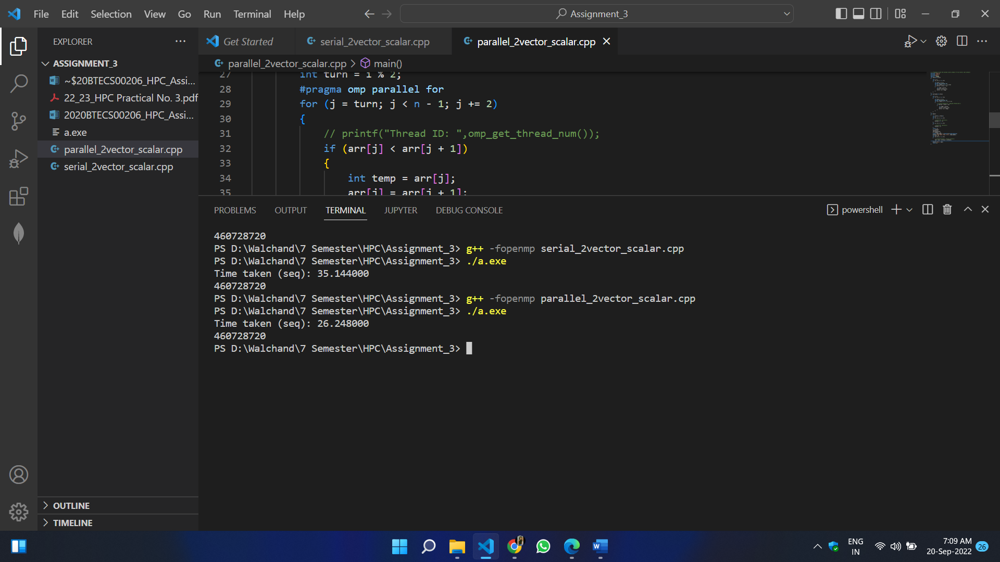 File Edit Selection View Go Run Terminal Help
Assignment_3
EXPLORER
ASSIGNMENT_3
~$20BTECS00206_HPC_Assi...
22_23_HPC Practical No. 3.pdf
2020BTECS00206_HPC_Assi...
a.exe
parallel_2vector_scalar.cpp
serial_2vector_scalar.cpp
OUTLINE
TIMELINE
Get Started serial_2vector_scalar.cpp parallel_2vector_scalar.cpp
parallel_2vector_scalar.cpp > main()
27 int turn = i % 2;
28 #pragma omp parallel for
29 for (j = turn; j < n - 1; j += 2)
30 {
31 // printf("Thread ID: ",omp_get_thread_num());
32 if (arr[j] < arr[j + 1])
33 {
34 int temp = arr[j];
35 arr[j] = arr[j + 1];
PROBLEMS OUTPUT TERMINAL JUPYTER DEBUG CONSOLE
powershell
460728720
PS D:\Walchand\7 Semester\HPC\Assignment_3> g++ -fopenmp serial_2vector_scalar.cpp
PS D:\Walchand\7 Semester\HPC\Assignment_3> ./a.exe
Time taken (seq): 35.144000
460728720
PS D:\Walchand\7 Semester\HPC\Assignment_3> g++ -fopenmp parallel_2vector_scalar.cpp
PS D:\Walchand\7 Semester\HPC\Assignment_3> ./a.exe
Time taken (seq): 26.248000
460728720
PS D:\Walchand\7 Semester\HPC\Assignment_3>
ENG
IN
7:09 AM
20-Sep-2022
26